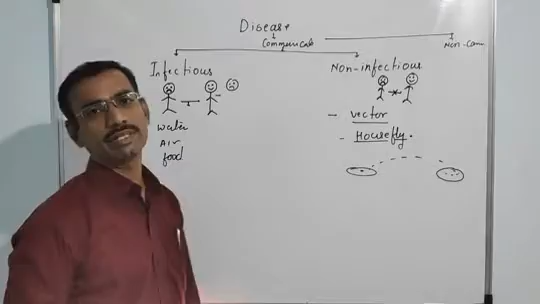 Disease
Communicab
Non-Com.
Infectious
Non-infectious
Water
Air
food
- vector
- Housefly.